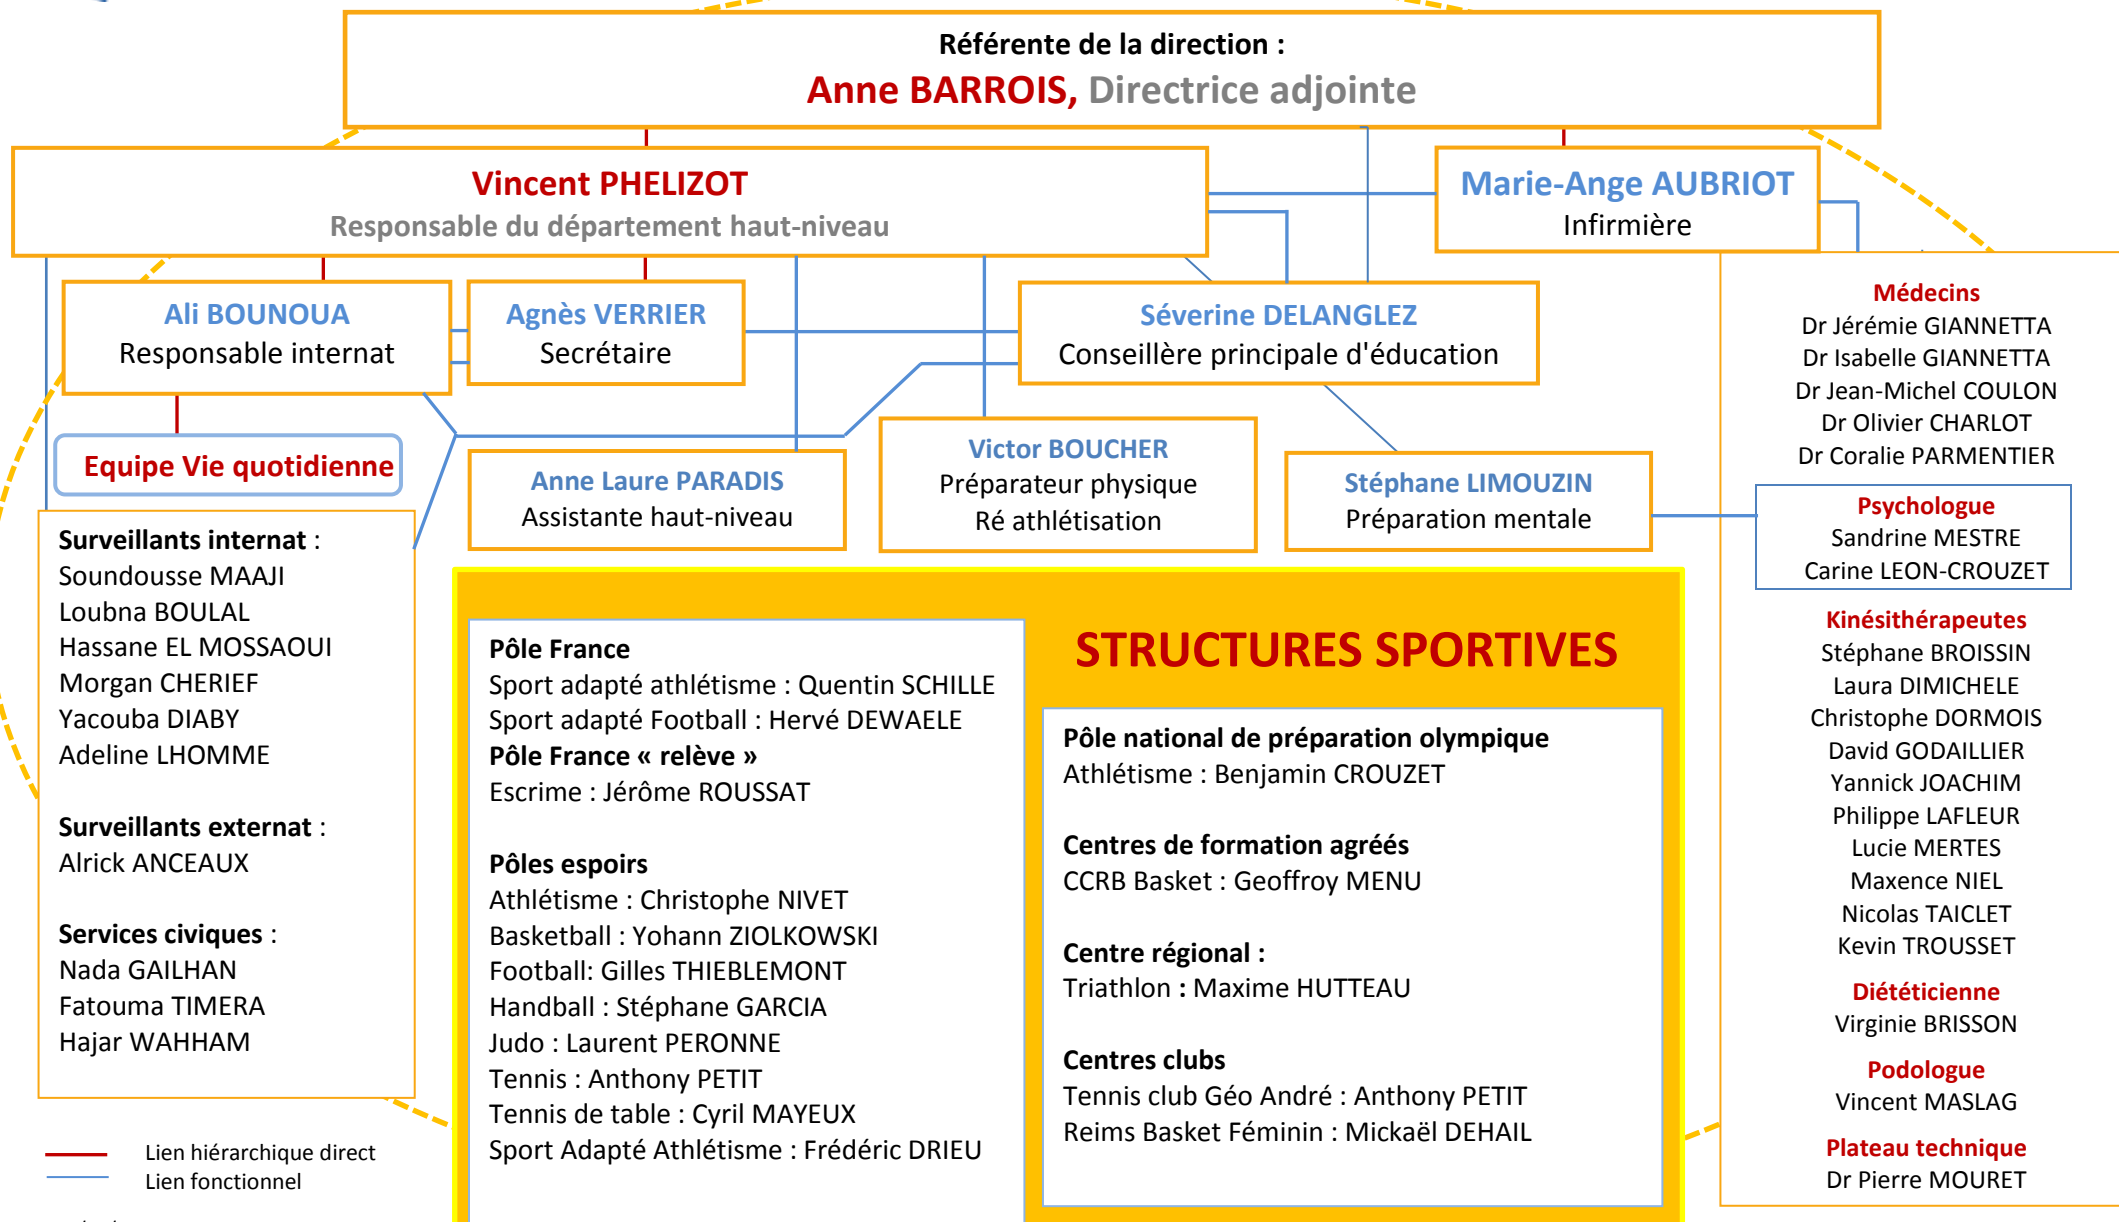 Référente de la direction :
Anne BARROIS, Directrice adjointe
Vincent PHELIZOT
Responsable du département haut-niveau
Marie-Ange AUBRIOT
Infirmière
Ali BOUNOUA
Responsable internat
Agnès VERRIER
Secrétaire
Séverine DELANGLEZ
Conseillère principale d'éducation
Equipe Vie quotidienne
Anne Laure PARADIS
Assistante haut-niveau
Victor BOUCHER
Préparateur physique
Ré athlétisation
Stéphane LIMOUZIN
Préparation mentale
Surveillants internat :
Soundousse MAAJI
Loubna BOULAL
Hassane EL MOSSAOUI
Morgan CHERIEF
Yacouba DIABY
Adeline LHOMME
Surveillants externat :
Alrick ANCEAUX
Services civiques :
Nada GAILHAN
Fatouma TIMERA
Hajar WAHHAM
Lien hiérarchique direct
Lien fonctionnel
Pôle France
Sport adapté athlétisme : Quentin SCHILLE
Sport adapté Football : Hervé DEWAELE
Pôle France « relève »
Escrime : Jérôme ROUSSAT
Pôles espoirs
Athlétisme : Christophe NIVET
Basketball : Yohann ZIOLKOWSKI
Football: Gilles THIEBLEMONT
Handball : Stéphane GARCIA
Judo : Laurent PERONNE
Tennis : Anthony PETIT
Tennis de table : Cyril MAYEUX
Sport Adapté Athlétisme : Frédéric DRIEU
STRUCTURES SPORTIVES
Pôle national de préparation olympique
Athlétisme : Benjamin CROUZET
Centres de formation agréés
CCRB Basket : Geoffroy MENU
Centre régional :
Triathlon : Maxime HUTTEAU
Centres clubs
Tennis club Géo André : Anthony PETIT
Reims Basket Féminin : Mickaël DEHAIL
Médecins
Dr Jérémie GIANNETTA
Dr Isabelle GIANNETTA
Dr Jean-Michel COULON
Dr Olivier CHARLOT
Dr Coralie PARMENTIER
Psychologue
Sandrine MESTRE
Carine LEON-CROUZET
Kinésithérapeutes
Stéphane BROISSIN
Laura DIMICHELE
Christophe DORMOIS
David GODAILLIER
Yannick JOACHIM
Philippe LAFLEUR
Lucie MERTES
Maxence NIEL
Nicolas TAICLET
Kevin TROUSSET
Diététicienne
Virginie BRISSON
Podologue
Vincent MASLAG
Plateau technique
Dr Pierre MOURET